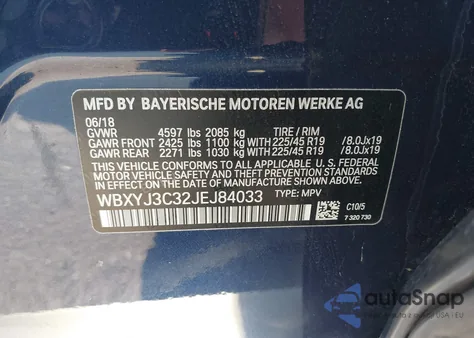 MFD BY BAYERISCHE MOTOREN WERKE AG
06/18
GVWR 4597 lbs 2085 kg TIRE / RIM
GAWR FRONT 2425 lbs 1100 kg WITH 225/45 R19 / 8.0Jx19
GAWR REAR 2271 lbs 1030 kg WITH 225/45 R19 / 8.0Jx19
THIS VEHICLE CONFORMS TO ALL APPLICABLE U.S. FEDERAL
MOTOR VEHICLE SAFETY STANDARDS IN EFFECT ON THE DATE
OF MANUFACTURE SHOWN ABOVE.
WBXYJ3C32JEJ84033 TYPE: MPV
C10/5
7 320 730
autoSnap
USA | EU